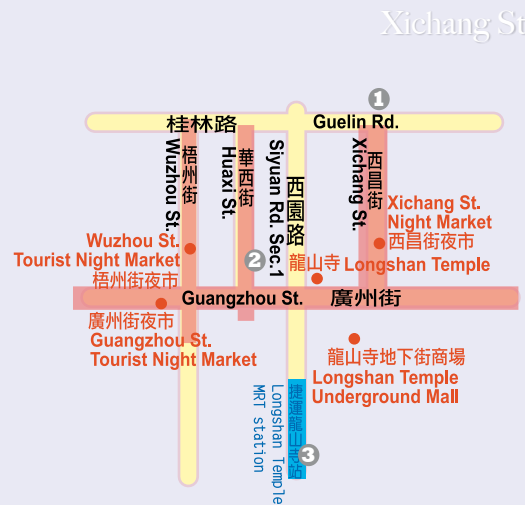 Xichang St
1
桂林路
Guelin Rd.
梧州街
Wuzhou St.
華西街
Huaxi St.
Siyuan Rd. Sec.1
西園路
Xichang St.
西昌街
Xichang St.
Night Market
西昌街夜市
Wuzhou St.
Tourist Night Market
梧州街夜市
2
龍山寺 Longshan Temple
Guangzhou St.
廣州街
廣州街夜市
Guangzhou St.
Tourist Night Market
龍山寺地下街商場
Longshan Temple
Underground Mall
捷運龍山寺站
Longshan Temple
MRT station
3